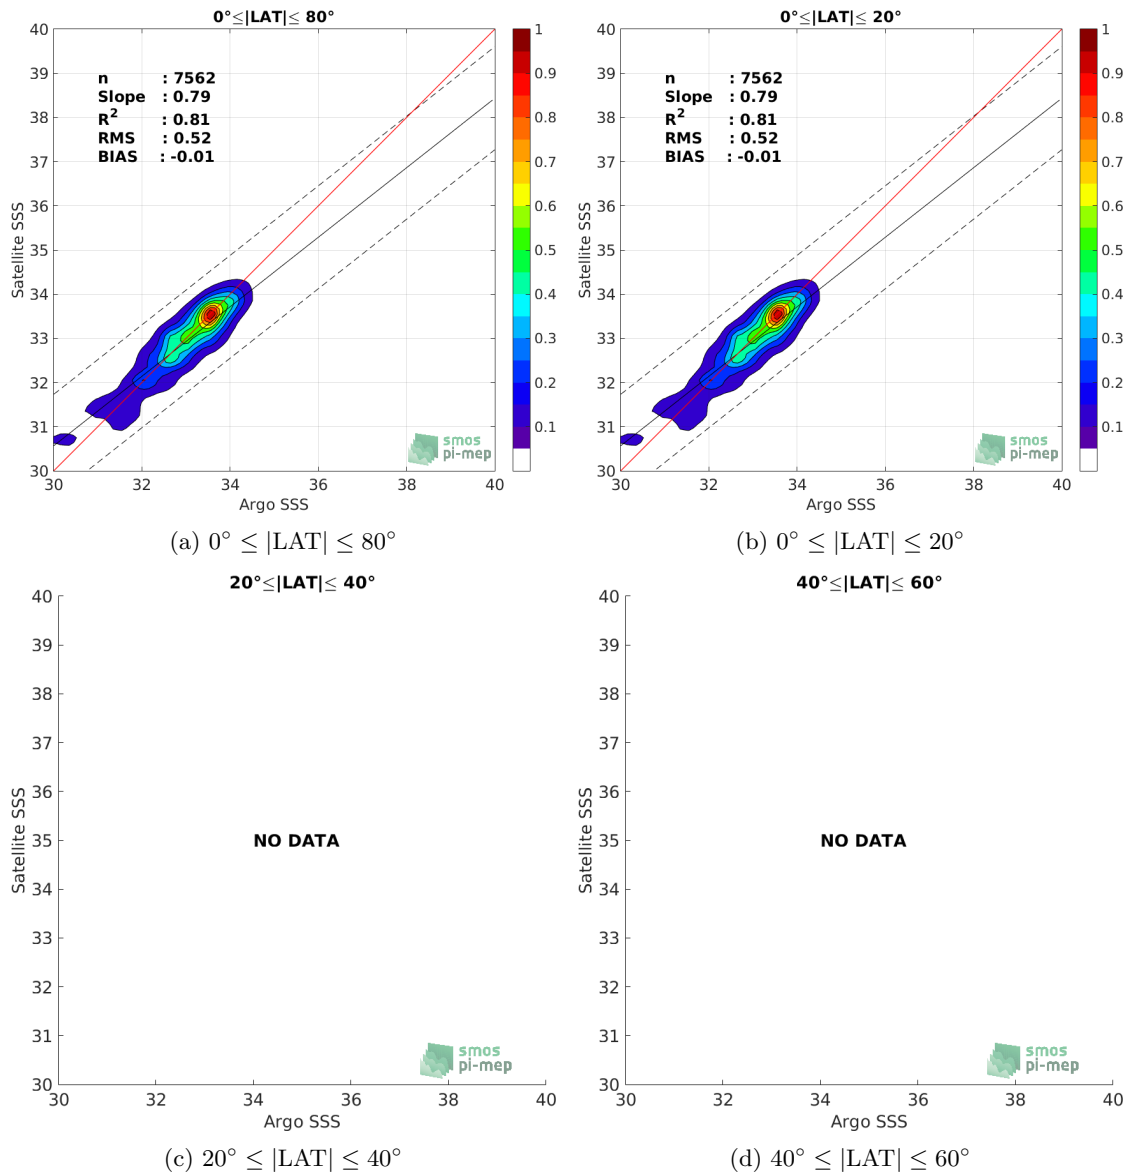 0°≤|LAT|≤ 80°
40
39
38
37
36
35
34
33
32
31
30
Satellite SSS
n : 7562
Slope : 0.79
R² : 0.81
RMS : 0.52
BIAS : -0.01
smos
pi-mep
30 32 34 36 38 40
Argo SSS
1
0.9
0.8
0.7
0.6
0.5
0.4
0.3
0.2
0.1
(a) 0° ≤ |LAT| ≤ 80°
0°≤|LAT|≤ 20°
40
39
38
37
36
35
34
33
32
31
30
Satellite SSS
n : 7562
Slope : 0.79
R² : 0.81
RMS : 0.52
BIAS : -0.01
smos
pi-mep
30 32 34 36 38 40
Argo SSS
1
0.9
0.8
0.7
0.6
0.5
0.4
0.3
0.2
0.1
(b) 0° ≤ |LAT| ≤ 20°
20°≤|LAT|≤ 40°
40
39
38
37
36
35
34
33
32
31
30
Satellite SSS
NO DATA
smos
pi-mep
30 32 34 36 38 40
Argo SSS
(c) 20° ≤ |LAT| ≤ 40°
40°≤|LAT|≤ 60°
40
39
38
37
36
35
34
33
32
31
30
Satellite SSS
NO DATA
smos
pi-mep
30 32 34 36 38 40
Argo SSS
(d) 40° ≤ |LAT| ≤ 60°